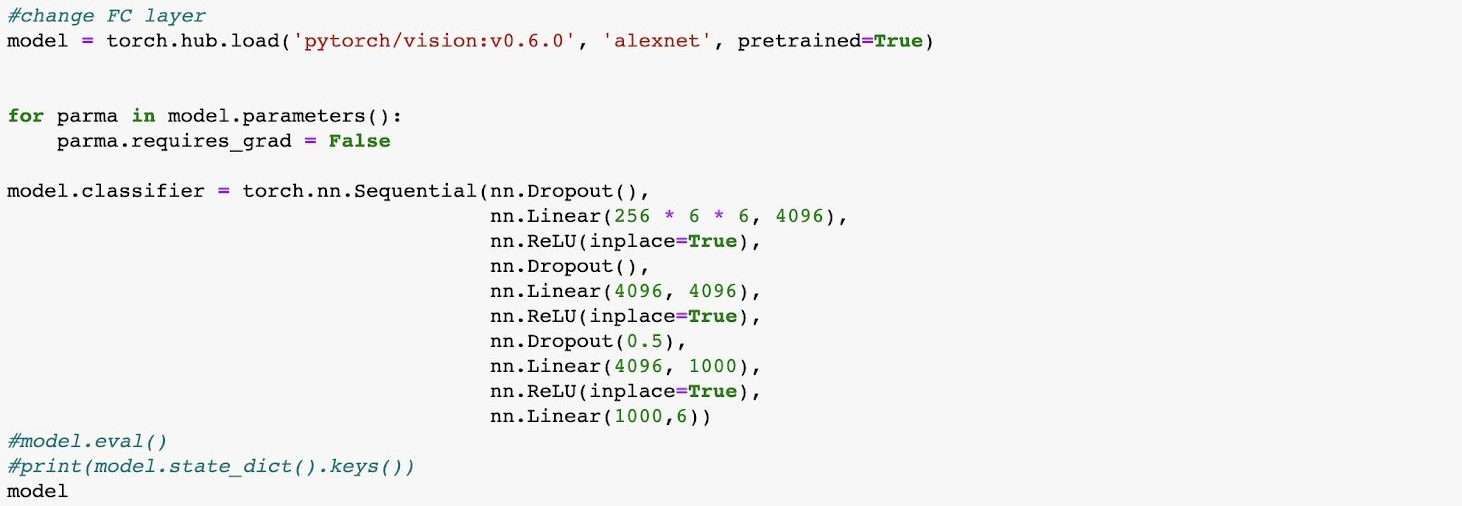 #change FC layer
model = torch.hub.load('pytorch/vision:v0.6.0', 'alexnet', pretrained=True)
for parma in model.parameters():
    parma.requires_grad = False
model.classifier = torch.nn.Sequential(nn.Dropout(),
                                       nn.Linear(256 * 6 * 6, 4096),
                                       nn.ReLU(inplace=True),
                                       nn.Dropout(),
                                       nn.Linear(4096, 4096),
                                       nn.ReLU(inplace=True),
                                       nn.Dropout(0.5),
                                       nn.Linear(4096, 1000),
                                       nn.ReLU(inplace=True),
                                       nn.Linear(1000,6))
#model.eval()
#print(model.state_dict().keys())
model